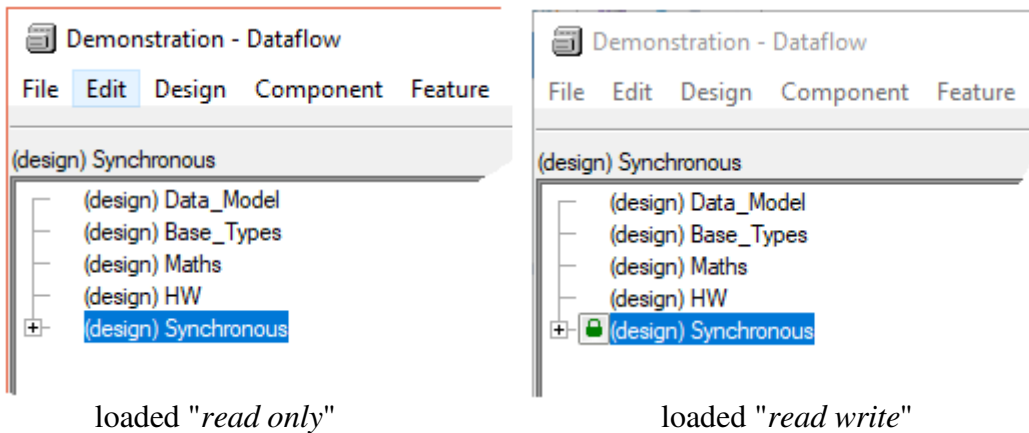 Demonstration - Dataflow
File Edit Design Component Feature
(design) Synchronous
(design) Data_Model
(design) Base_Types
(design) Maths
(design) HW
(design) Synchronous
loaded "read only"
Demonstration - Dataflow
File Edit Design Component Feature
(design) Synchronous
(design) Data_Model
(design) Base_Types
(design) Maths
(design) HW
(design) Synchronous
loaded "read write"